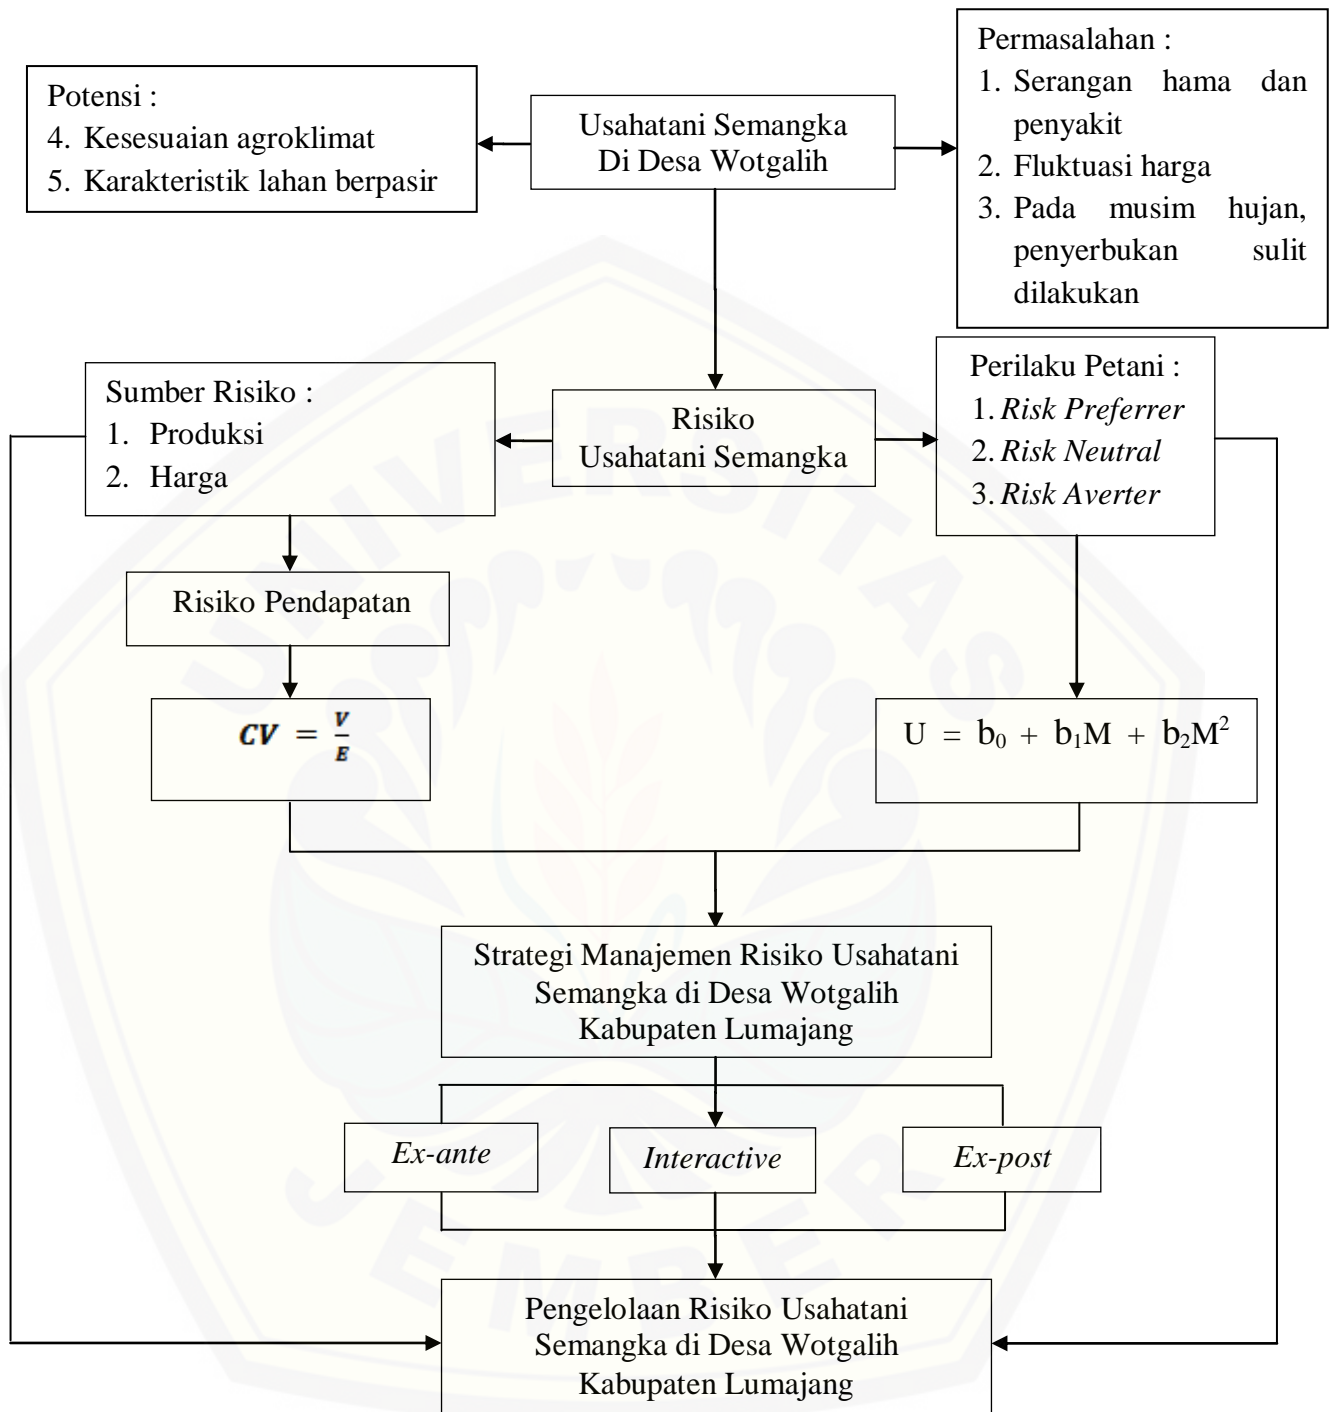 Permasalahan :
1. Serangan hama dan
penyakit
2. Fluktuasi harga
3. Pada musim hujan,
penyerbukan sulit
dilakukan
Potensi :
4. Kesesuaian agroklimat
5. Karakteristik lahan berpasir
Usahatani Semangka
Di Desa Wotgalih
Sumber Risiko :
1. Produksi
2. Harga
Risiko
Usahatani Semangka
Perilaku Petani :
1. Risk Preferrer
2. Risk Neutral
3. Risk Averter
Risiko Pendapatan
CV = V/E
U = b₀ + b₁M + b₂M²
Strategi Manajemen Risiko Usahatani
Semangka di Desa Wotgalih
Kabupaten Lumajang
Ex-ante
Interactive
Ex-post
Pengelolaan Risiko Usahatani
Semangka di Desa Wotgalih
Kabupaten Lumajang
UNIVERSITAS
JEMBER